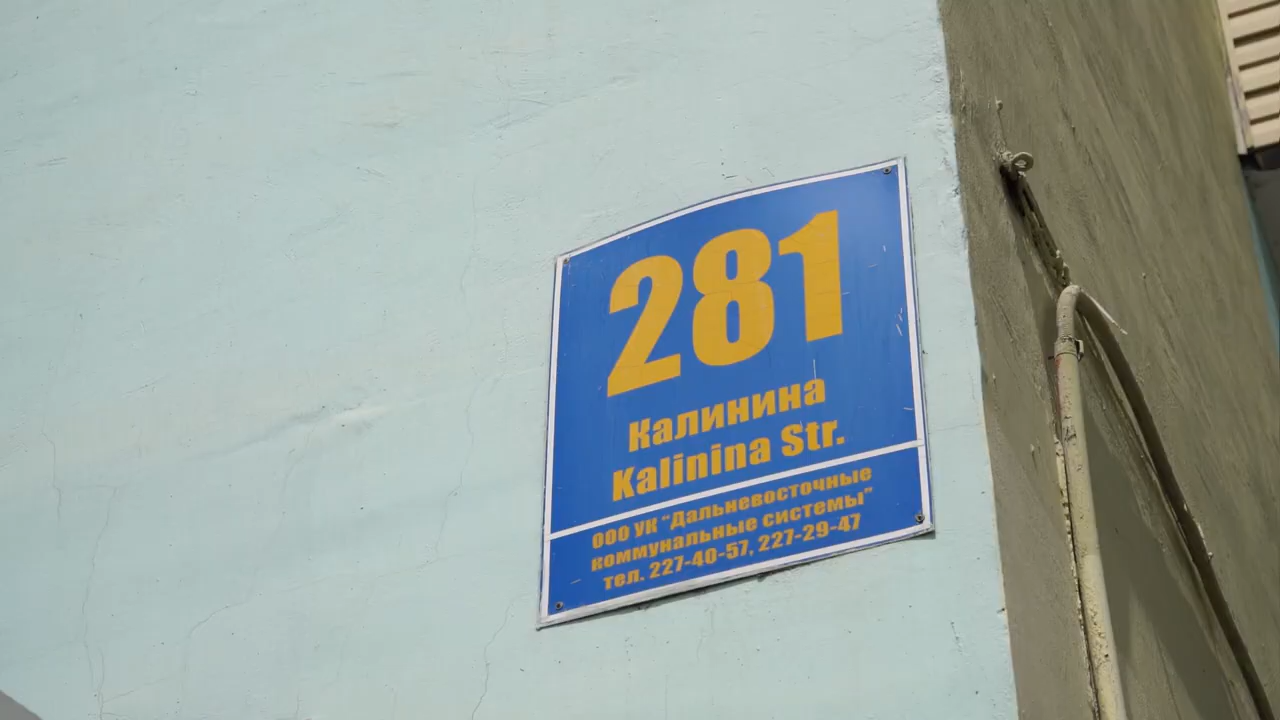 281
Калинина
Kalinina Str.
ООО УК "Дальневосточные
коммунальные системы"
тел. 227-40-57, 227-29-47